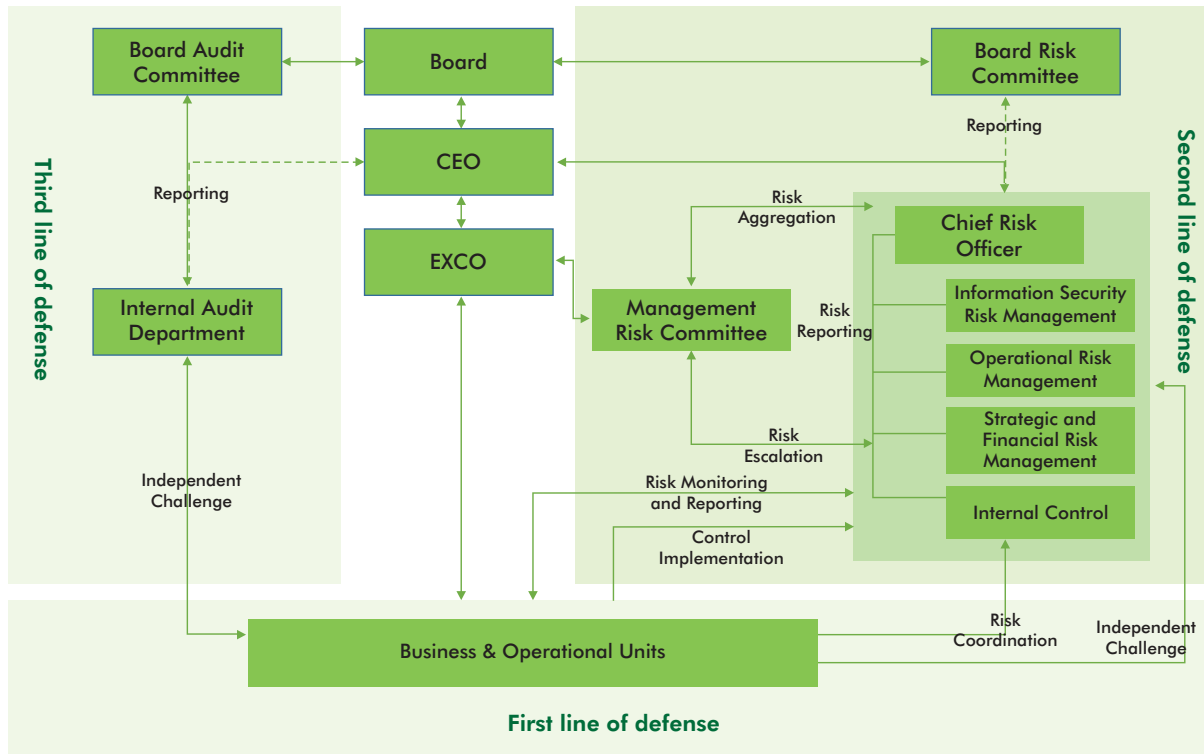 Board Audit
Committee
Board
Board Risk
Committee
Reporting
CEO
Third line of defense
Second line of defense
Reporting
Risk
Aggregation
Chief Risk
Officer
EXCO
Internal Audit
Department
Management
Risk Committee
Risk
Reporting
Information Security
Risk Management
Operational Risk
Management
Strategic and
Financial Risk
Management
Risk
Escalation
Independent
Challenge
Risk Monitoring
and Reporting
Internal Control
Control
Implementation
Business & Operational Units
Risk
Coordination
Independent
Challenge
First line of defense